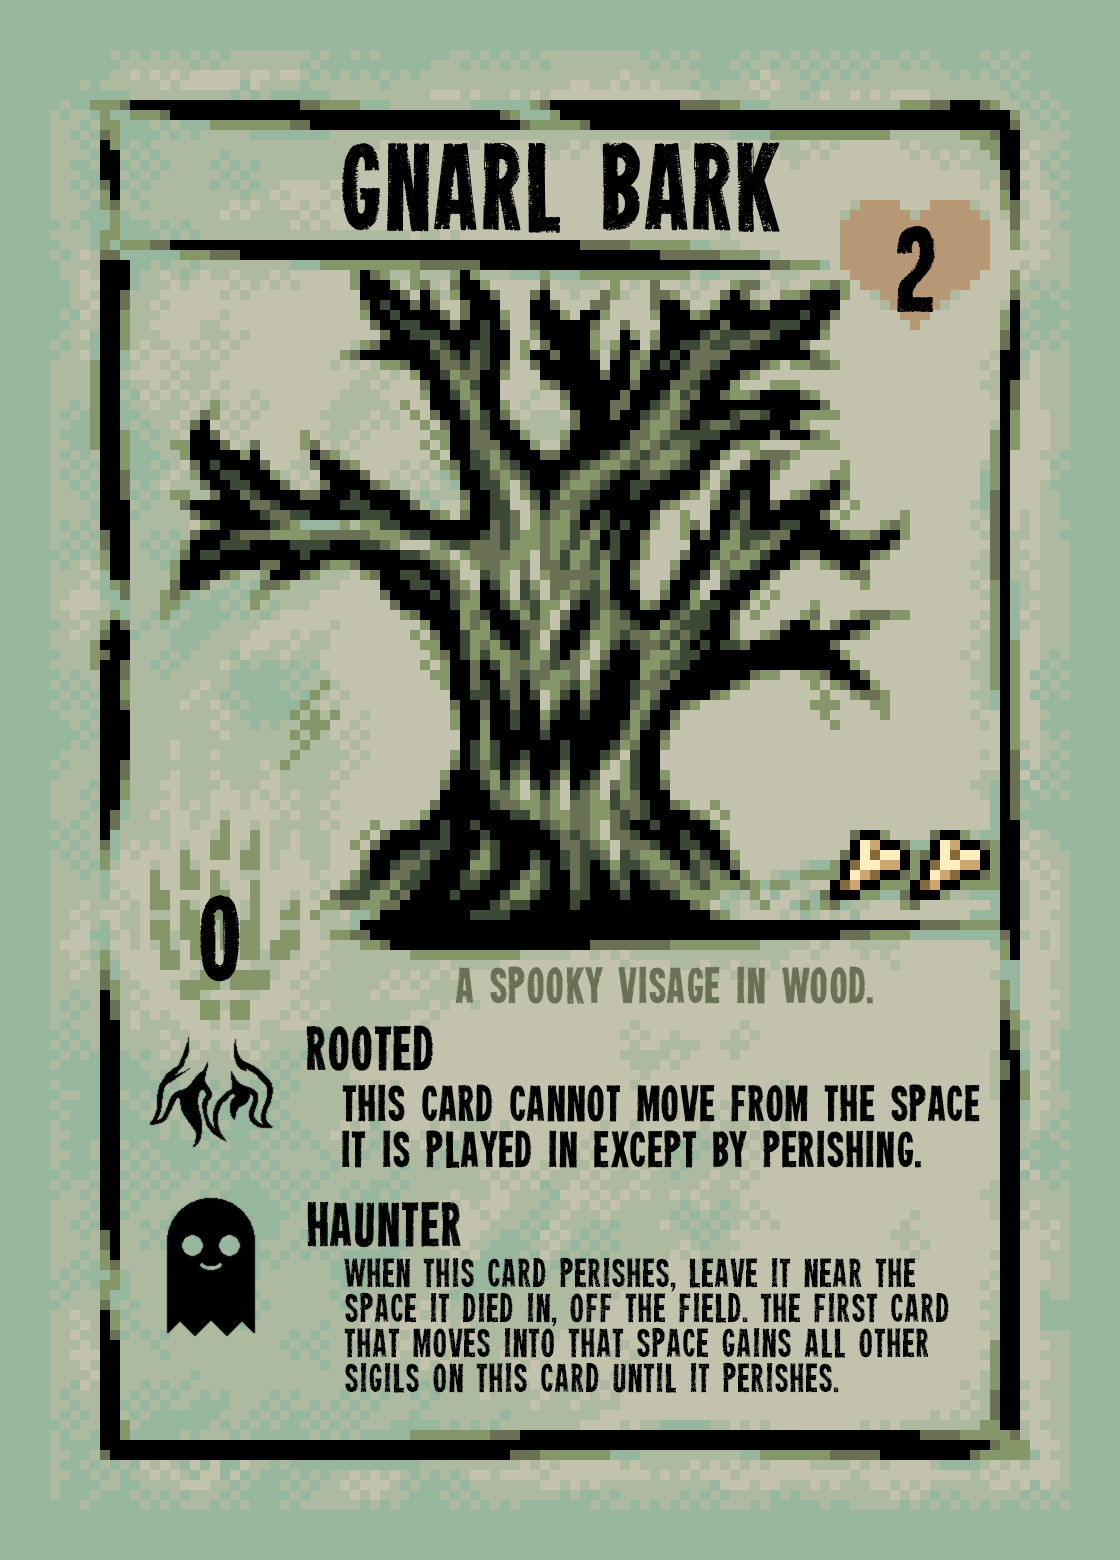 GNARL BARK
2
0
A SPOOKY VISAGE IN WOOD.
ROOTED
THIS CARD CANNOT MOVE FROM THE SPACE
IT IS PLAYED IN EXCEPT BY PERISHING.
HAUNTER
WHEN THIS CARD PERISHES, LEAVE IT NEAR THE
SPACE IT DIED IN, OFF THE FIELD. THE FIRST CARD
THAT MOVES INTO THAT SPACE GAINS ALL OTHER
SIGILS ON THIS CARD UNTIL IT PERISHES.